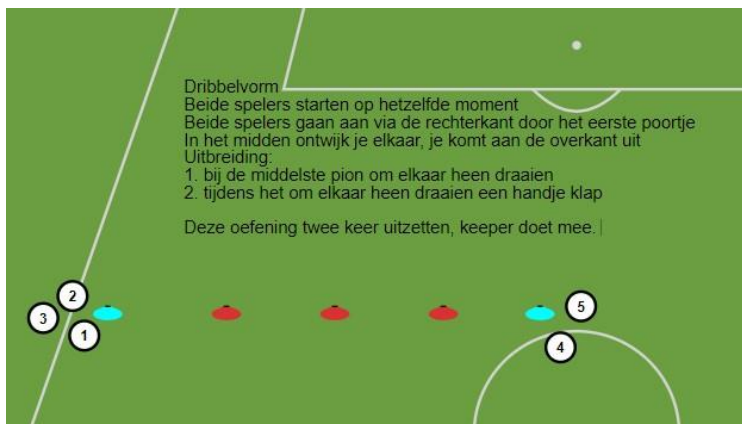 Dribbelvorm
Beide spelers starten op hetzelfde moment
Beide spelers gaan aan via de rechterkant door het eerste poortje
In het midden ontwijk je elkaar, je komt aan de overkant uit
Uitbreiding:
1. bij de middelste pion om elkaar heen draaien
2. tijdens het om elkaar heen draaien een handje klap
Deze oefening twee keer uitzetten, keeper doet mee.
2
3
1
5
4